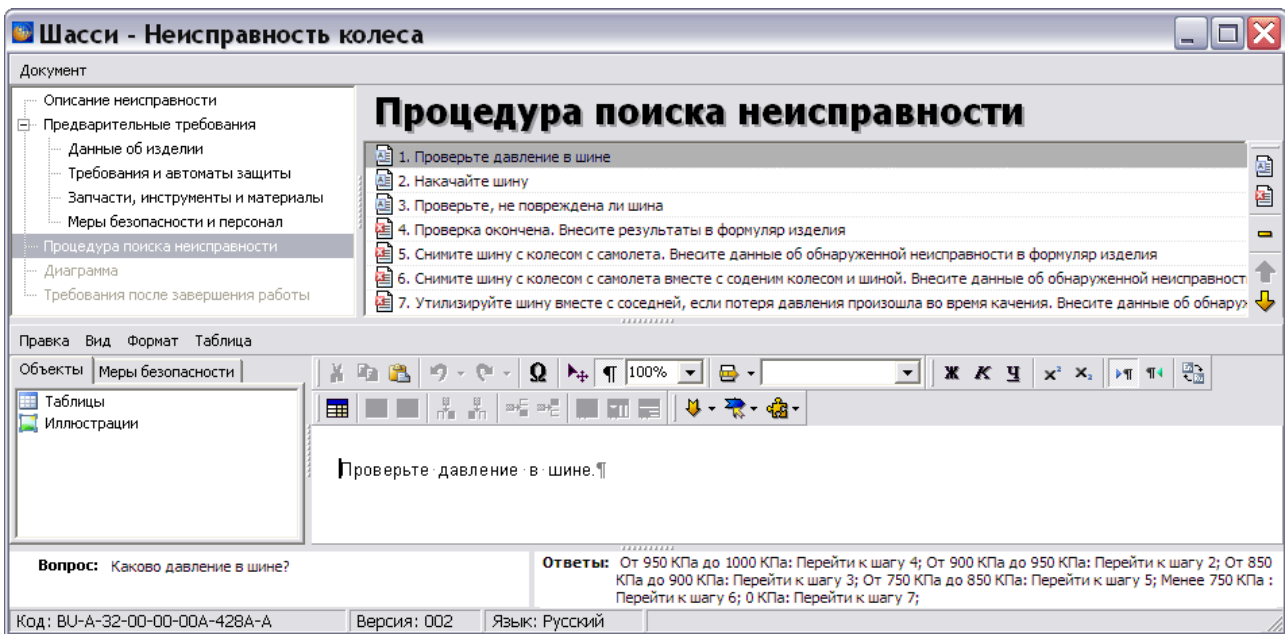 Шасси - Неисправность колеса
Документ
Описание неисправности
Предварительные требования
Данные об изделии
Требования и автоматы защиты
Запчасти, инструменты и материалы
Меры безопасности и персонал
Процедура поиска неисправности
Диаграмма
Требования после завершения работы
Процедура поиска неисправности
1. Проверьте давление в шине
2. Накачайте шину
3. Проверьте, не повреждена ли шина
4. Проверка окончена. Внесите результаты в формуляр изделия
5. Снимите шину с колесом с самолета. Внесите данные об обнаруженной неисправности в формуляр изделия
6. Снимите шину с колесом с самолета вместе с соденим колесом и шиной. Внесите данные об обнаруженной неисправност
7. Утилизируйте шину вместе с соседней, если потеря давления произошла во время качения. Внесите данные об обнаруж
Правка Вид Формат Таблица
Объекты Меры безопасности
Таблицы
Иллюстрации
Ω ¶ 100% Ж К Ч x² x₂ ¶ ¶
Проверьте·давление·в·шине.¶
Вопрос: Каково давление в шине?
Ответы: От 950 КПа до 1000 КПа: Перейти к шагу 4; От 900 КПа до 950 КПа: Перейти к шагу 2; От 850
КПа до 900 КПа: Перейти к шагу 3; От 750 КПа до 850 КПа: Перейти к шагу 5; Менее 750 КПа :
Перейти к шагу 6; 0 КПа: Перейти к шагу 7;
Код: BU-A-32-00-00-00A-428A-A Версия: 002 Язык: Русский